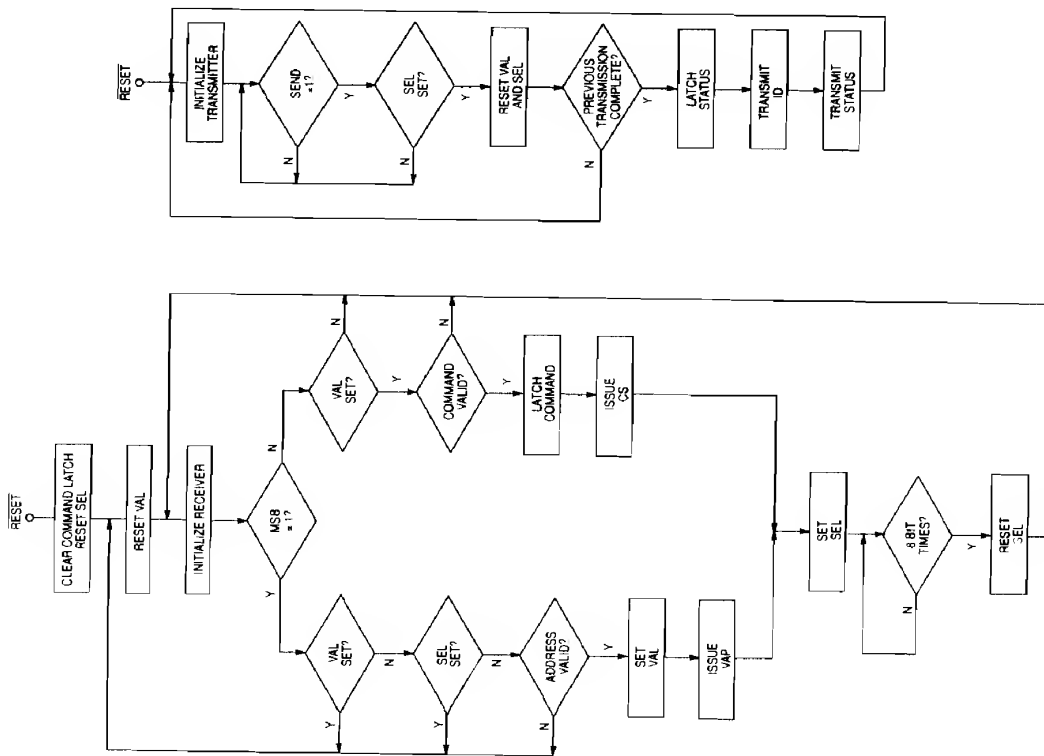 RESET
CLEAR COMMAND LATCH
RESET SEL
RESET VAL
INITIALIZE RECEIVER
MS8
= 1?
Y
N
VAL
SET?
Y
N
SEL
SET?
Y
N
ADDRESS
VALID?
N
Y
SET
VAL
ISSUE
VAP
VAL
SET?
N
Y
COMMAND
VALID?
N
Y
LATCH
COMMAND
ISSUE
CS
SET
SEL
8 BIT
TIMES?
N
Y
RESET
SEL
RESET
INITIALIZE
TRANSMITTER
SEND
=1?
N
Y
SEL
SET?
N
Y
RESET VAL
AND SEL
PREVIOUS
TRANSMISSION
COMPLETE?
N
Y
LATCH
STATUS
TRANSMIT
ID
TRANSMIT
STATUS